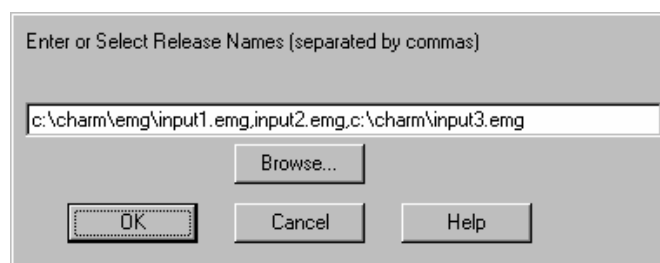 Enter or Select Release Names (separated by commas)
c:\charm\emg\input1.emg,input2.emg,c:\charm\input3.emg
Browse...
OK Cancel Help